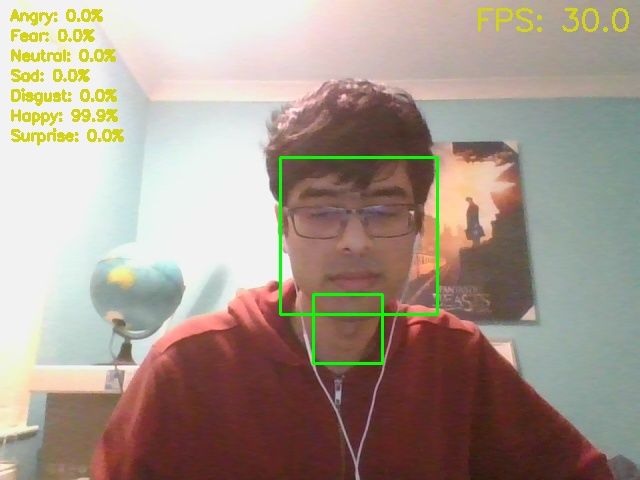 Angry: 0.0%
FPS: 30.0
Fear: 0.0%
Neutral: 0.0%
Sad: 0.0%
Disgust: 0.0%
Happy: 99.9%
Surprise: 0.0%
FANTASTIC
BEASTS